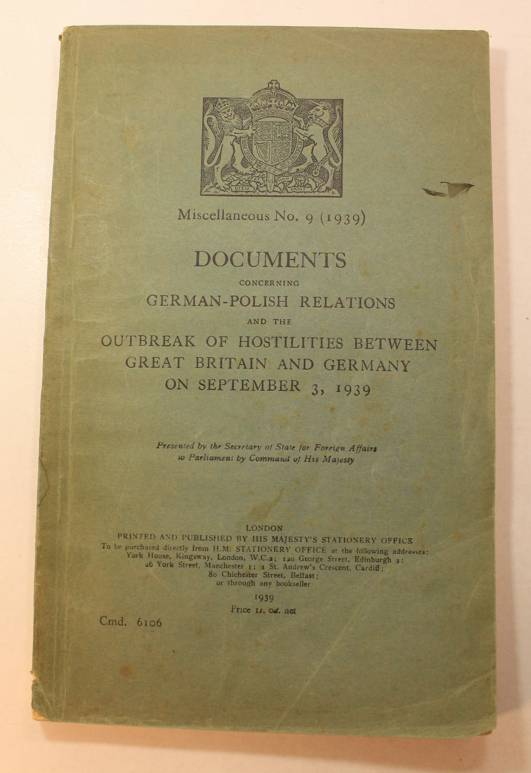 Miscellaneous No. 9 (1939)
DOCUMENTS
CONCERNING
GERMAN-POLISH RELATIONS
AND THE
OUTBREAK OF HOSTILITIES BETWEEN
GREAT BRITAIN AND GERMANY
ON SEPTEMBER 3, 1939
Presented by the Secretary of State for Foreign Affairs
to Parliament by Command of His Majesty
LONDON
PRINTED AND PUBLISHED BY HIS MAJESTY'S STATIONERY OFFICE
To be purchased directly from H.M. STATIONERY OFFICE at the following addresses:
York House, Kingsway, London, W.C.2; 120 George Street, Edinburgh 2;
26 York Street, Manchester 1; 1 St. Andrew's Crescent, Cardiff;
80 Chichester Street, Belfast;
or through any bookseller
1939
Price 1s. 0d. net
Cmd. 6106